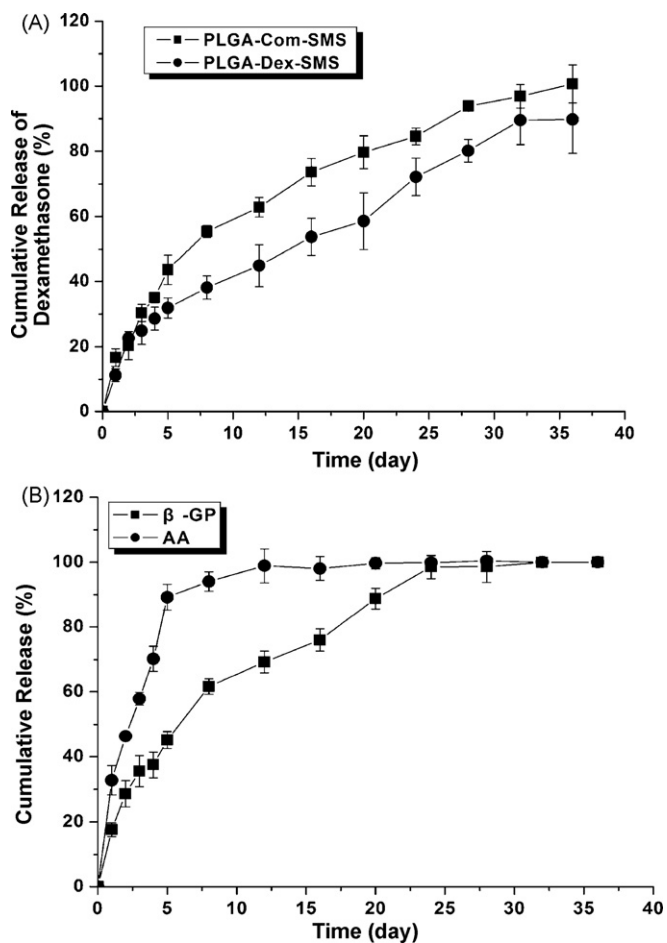 (A)
120
100
80
60
40
20
0
Cumulative Release of
Dexamethasone (%)
PLGA-Com-SMS
PLGA-Dex-SMS
0 5 10 15 20 25 30 35 40
Time (day)
(B)
120
100
80
60
40
20
0
Cumulative Release (%)
β -GP
AA
0 5 10 15 20 25 30 35 40
Time (day)